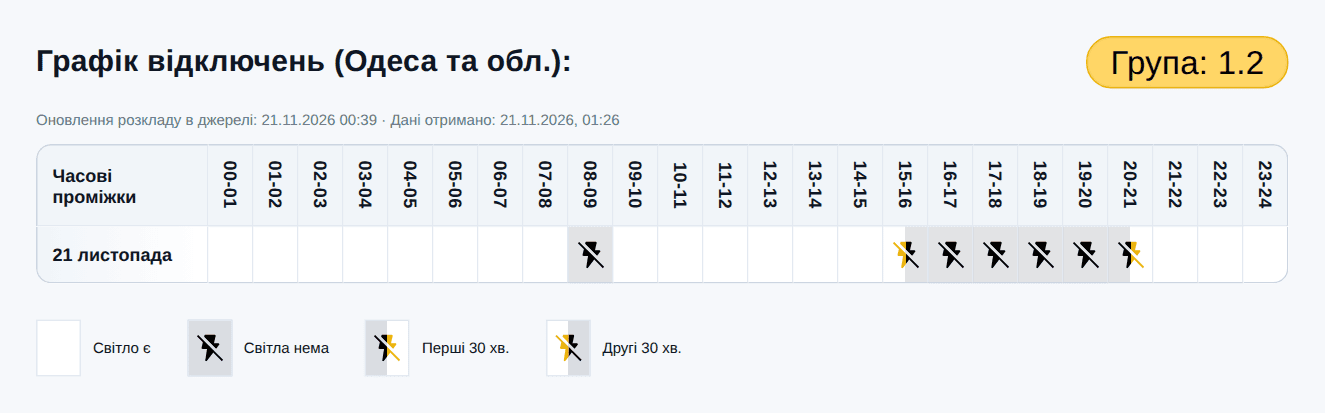 Графік відключень (Одеса та обл.):
Група: 1.2
Оновлення розкладу в джерелі: 21.11.2026 00:39 · Дані отримано: 21.11.2026, 01:26
Часові
проміжки
00-01
01-02
02-03
03-04
04-05
05-06
06-07
07-08
08-09
09-10
10-11
11-12
12-13
13-14
14-15
15-16
16-17
17-18
18-19
19-20
20-21
21-22
22-23
23-24
21 листопада
Світло є
Світла нема
Перші 30 хв.
Другі 30 хв.